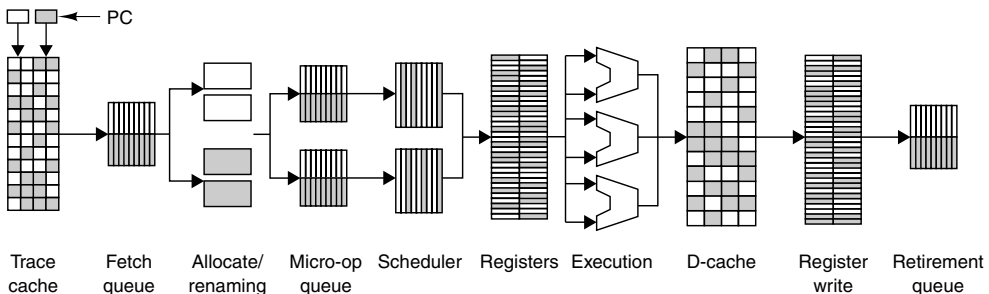 PC
Trace
cache
Fetch
queue
Allocate/
renaming
Micro-op
queue
Scheduler
Registers
Execution
D-cache
Register
write
Retirement
queue